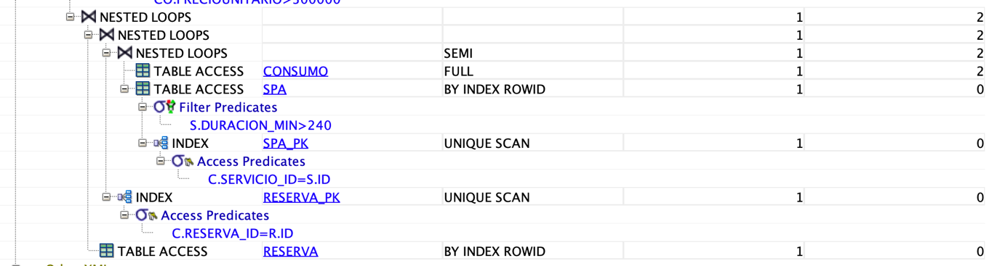 CO.PRECIOUNITARIO>300000
NESTED LOOPS 1 2
NESTED LOOPS 1 2
NESTED LOOPS SEMI 1 2
TABLE ACCESS CONSUMO FULL 1 2
TABLE ACCESS SPA BY INDEX ROWID 1 0
Filter Predicates
S.DURACION_MIN>240
INDEX SPA_PK UNIQUE SCAN 1 0
Access Predicates
C.SERVICIO_ID=S.ID
INDEX RESERVA_PK UNIQUE SCAN 1 0
Access Predicates
C.RESERVA_ID=R.ID
TABLE ACCESS RESERVA BY INDEX ROWID 1 0